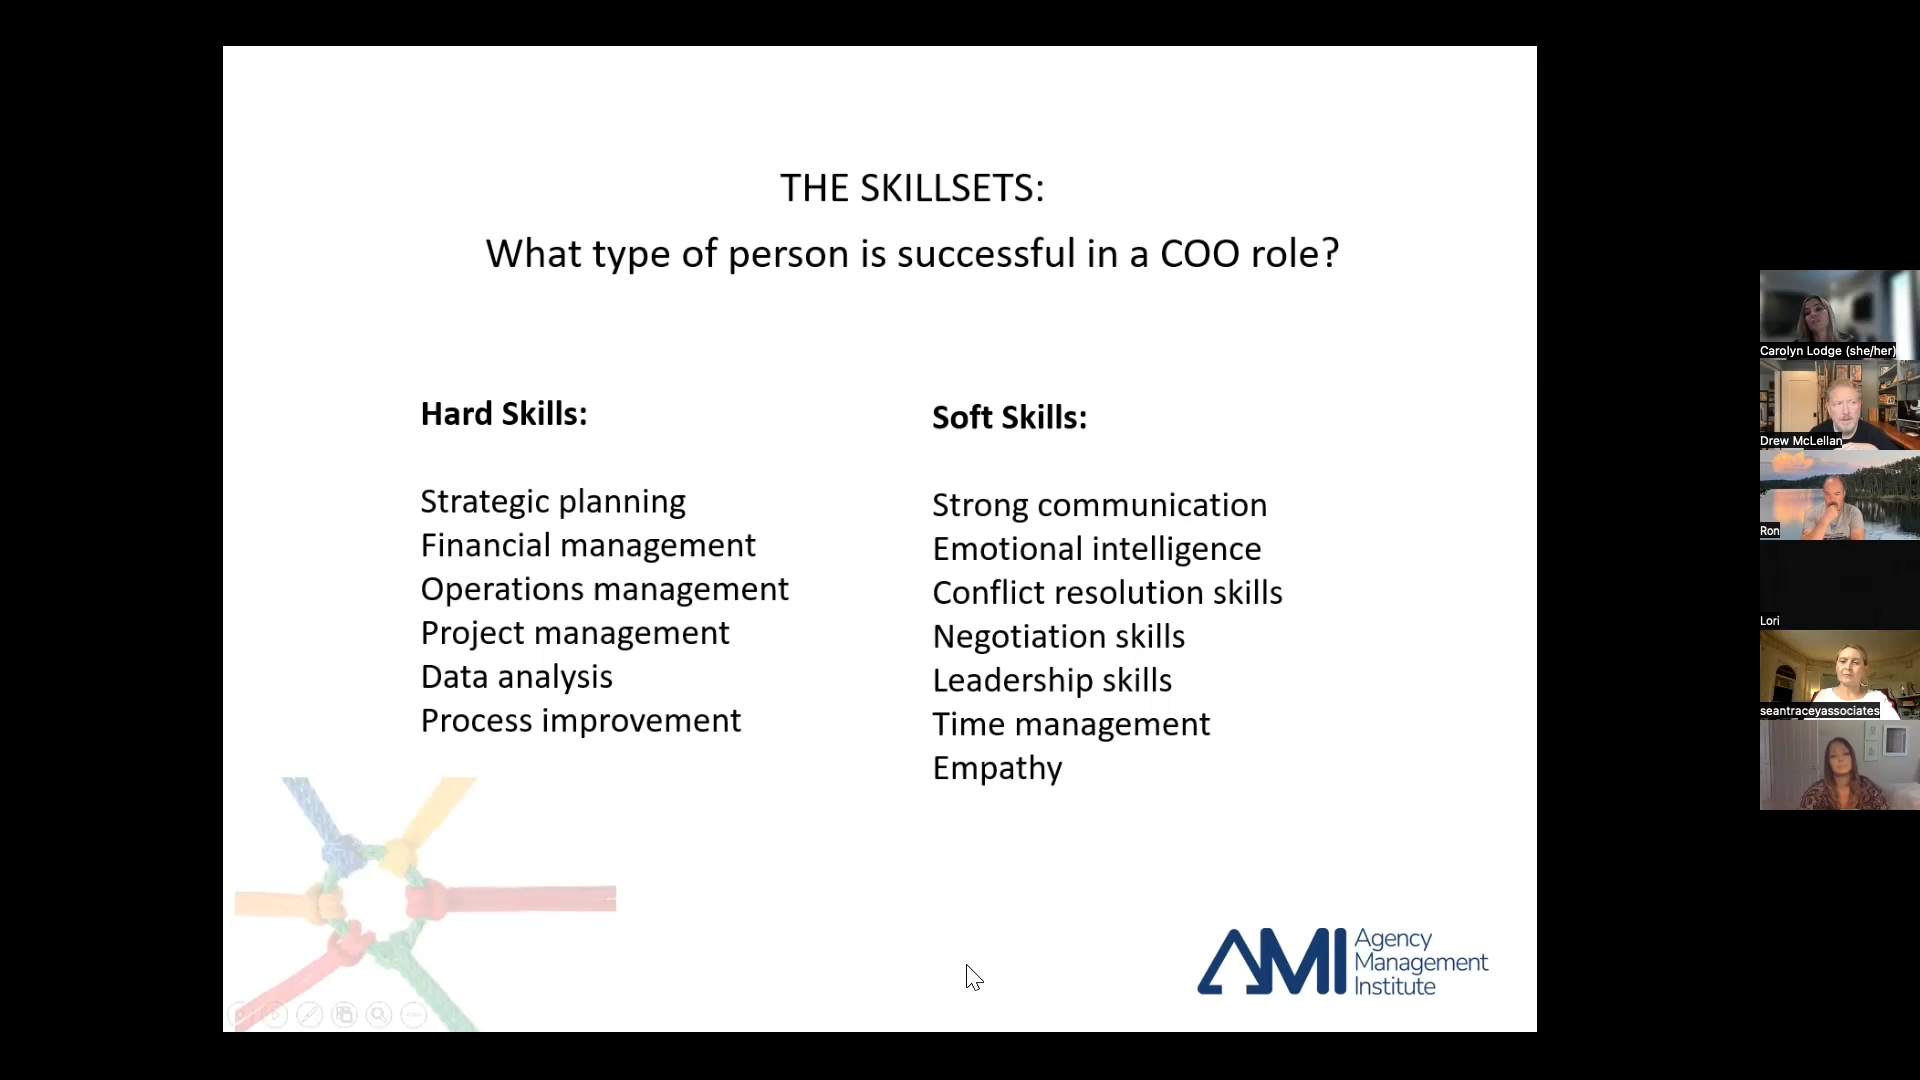 THE SKILLSETS:
What type of person is successful in a COO role?
Hard Skills:
Strategic planning
Financial management
Operations management
Project management
Data analysis
Process improvement
Soft Skills:
Strong communication
Emotional intelligence
Conflict resolution skills
Negotiation skills
Leadership skills
Time management
Empathy
AMI
Agency
Management
Institute
Carolyn Lodge (she/her)
Drew McLellan
Ron
Lori
seantraceyassociates